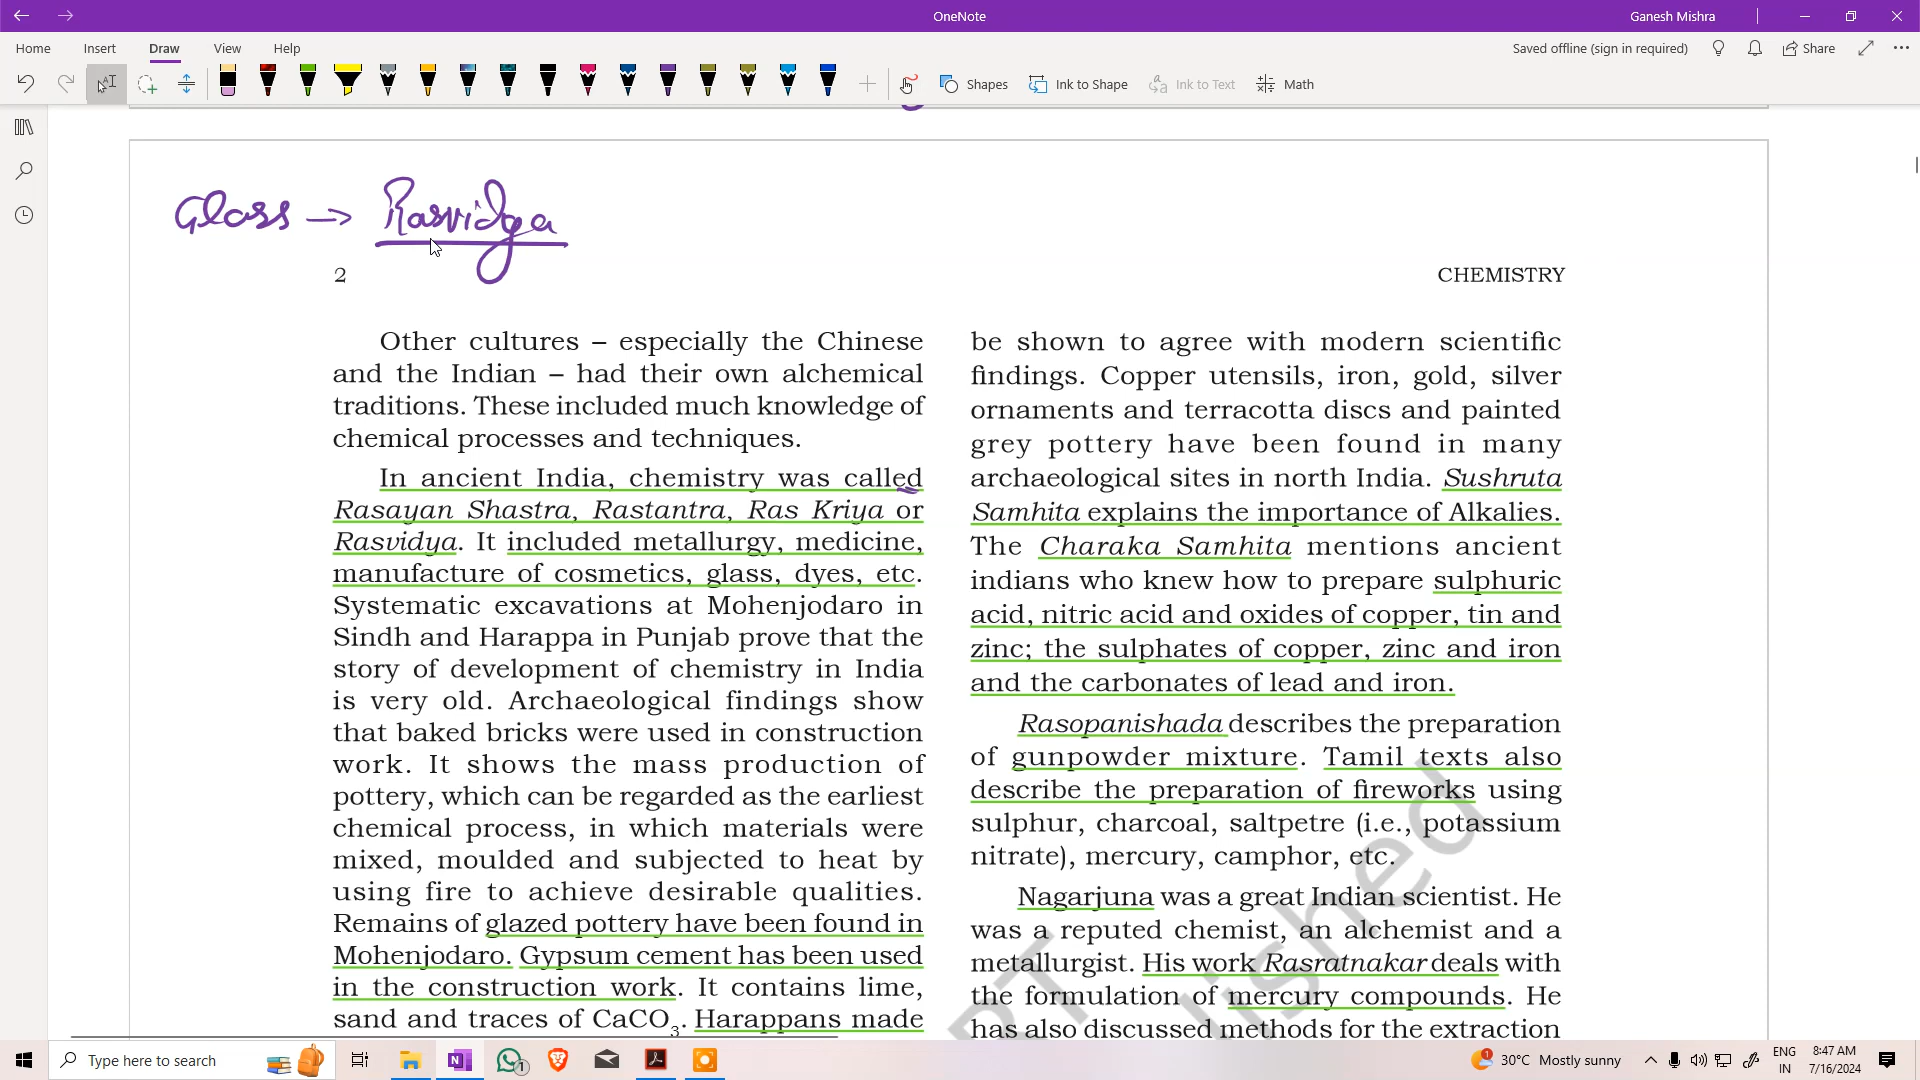 OneNote
Ganesh Mishra
Home Insert Draw View Help
Saved offline (sign in required)
Share
Shapes
Ink to Shape
Ink to Text
Math
Glass → Rasvidya
2
CHEMISTRY
Other cultures – especially the Chinese
and the Indian – had their own alchemical
traditions. These included much knowledge of
chemical processes and techniques.
In ancient India, chemistry was called
Rasayan Shastra, Rastantra, Ras Kriya or
Rasvidya. It included metallurgy, medicine,
manufacture of cosmetics, glass, dyes, etc.
Systematic excavations at Mohenjodaro in
Sindh and Harappa in Punjab prove that the
story of development of chemistry in India
is very old. Archaeological findings show
that baked bricks were used in construction
work. It shows the mass production of
pottery, which can be regarded as the earliest
chemical process, in which materials were
mixed, moulded and subjected to heat by
using fire to achieve desirable qualities.
Remains of glazed pottery have been found in
Mohenjodaro. Gypsum cement has been used
in the construction work. It contains lime,
sand and traces of CaCO3. Harappans made
be shown to agree with modern scientific
findings. Copper utensils, iron, gold, silver
ornaments and terracotta discs and painted
grey pottery have been found in many
archaeological sites in north India. Sushruta
Samhita explains the importance of Alkalies.
The Charaka Samhita mentions ancient
indians who knew how to prepare sulphuric
acid, nitric acid and oxides of copper, tin and
zinc; the sulphates of copper, zinc and iron
and the carbonates of lead and iron.
Rasopanishada describes the preparation
of gunpowder mixture. Tamil texts also
describe the preparation of fireworks using
sulphur, charcoal, saltpetre (i.e., potassium
nitrate), mercury, camphor, etc.
Nagarjuna was a great Indian scientist. He
was a reputed chemist, an alchemist and a
metallurgist. His work Rasratnakar deals with
the formulation of mercury compounds. He
has also discussed methods for the extraction
Type here to search
30°C Mostly sunny
ENG
IN
8:47 AM
7/16/2024